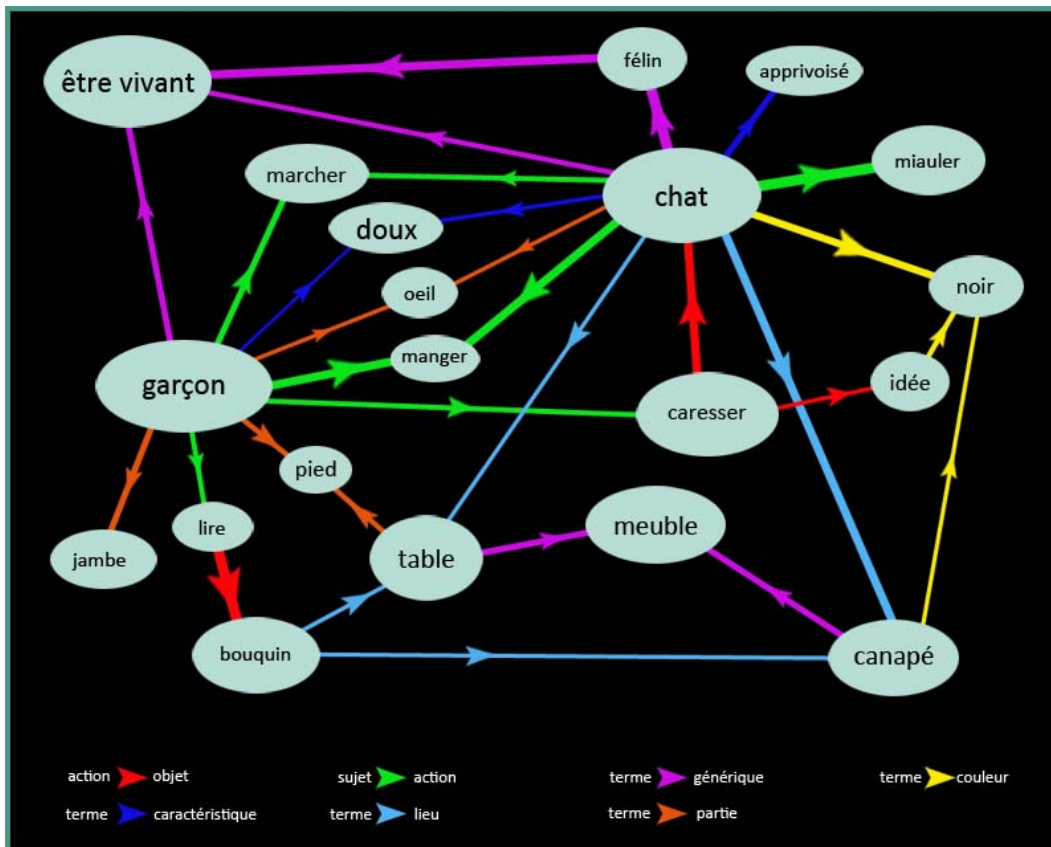 être vivant
félin
apprivoisé
marcher
miauler
chat
doux
oeil
noir
manger
garçon
idée
caresser
pied
lire
meuble
jambe
table
bouquin
canapé
action objet
sujet action
terme générique
terme couleur
terme caractéristique
terme lieu
terme partie